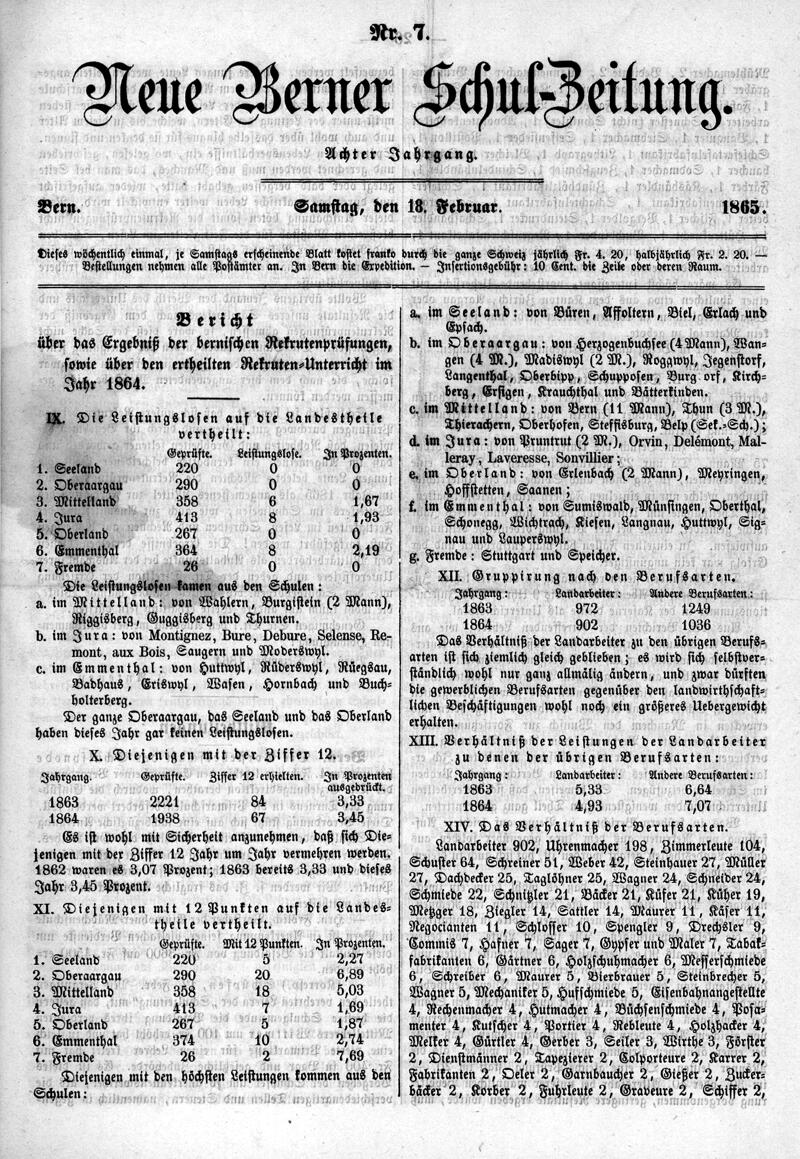 Nr. 7.
Neue Berner Schul-Zeitung.
Achter Jahrgang.
Bern. Samstag, den 18. Februar. 1865.
Dieses wöchentlich einmal, je Samstags erscheinende Blatt kostet franko durch die ganze Schweiz jährlich Fr. 4. 20, halbjährlich Fr. 2. 20. —
Bestellungen nehmen alle Postämter an. In Bern die Expedition. — Insertionsgebühr: 10 Cent. die Zeile oder deren Raum.
Bericht
über das Ergebniß der bernischen Rekrutenprüfungen,
sowie über den ertheilten Rekruten-Unterricht im
Jahr 1864.
IX. Die Leistungslosen auf die Landestheile
vertheilt:
Geprüfte. Leistungslose. In Prozenten.
1. Seeland 220 0 0
2. Oberaargau 290 0 0
3. Mittelland 358 6 1,67
4. Jura 413 8 1,93
5. Oberland 267 0 0
6. Emmenthal 364 8 2,19
7. Fremde 26 0 0
Die Leistungslosen kamen aus den Schulen:
a. im Mittelland: von Wahlern, Burgistein (2 Mann),
Riggisberg, Guggisberg und Thurnen.
b. im Jura: von Montignez, Bure, Debure, Selense, Re-
mont, aux Bois, Saugern und Moderswyl.
c. im Emmenthal: von Huttwyl, Rüderswyl, Rüegsau,
Badhaus, Eriswyl, Wasen, Hornbach und Buch-
holterberg.
Der ganze Oberaargau, das Seeland und das Oberland
haben dieses Jahr gar keinen Leistungslosen.
X. Diejenigen mit der Ziffer 12.
Jahrgang. Geprüfte. Ziffer 12 erhielten. In Prozenten
ausgedrückt.
1863 2221 84 3,33
1864 1938 67 3,45
Es ist wohl mit Sicherheit anzunehmen, daß sich Die-
jenigen mit der Ziffer 12 Jahr um Jahr vermehren werden.
1862 waren es 3,07 Prozent; 1863 bereits 3,33 und dieses
Jahr 3,45 Prozent.
XI. Diejenigen mit 12 Punkten auf die Landes-
theile vertheilt.
Geprüfte. Mit 12 Punkten. In Prozenten.
1. Seeland 220 5 2,27
2. Oberaargau 290 20 6,89
3. Mittelland 358 18 5,03
4. Jura 413 7 1,69
5. Oberland 267 5 1,87
6. Emmenthal 374 10 2,74
7. Fremde 26 2 7,69
Diejenigen mit den höchsten Leistungen kommen aus den
Schulen:
a. im Seeland: von Büren, Affoltern, Biel, Erlach und
Epsach.
b. im Oberaargau: von Herzogenbuchsee (4 Mann), Wan-
gen (4 M.), Madiswyl (2 M.), Roggwyl, Jegenstorf,
Langenthal, Oberbipp, Schupposen, Burg orf, Kirch-
berg, Ersigen, Krauchthal und Bätterkinden.
c. im Mittelland: von Bern (11 Mann), Thun (3 M.),
Thierachern, Oberhofen, Steffisburg, Belp (Sek.-Sch.);
d. im Jura: von Pruntrut (2 M.), Orvin, Delémont, Mal-
leray, Laveresse, Sonvillier;
e. im Oberland: von Erlenbach (2 Mann), Meyringen,
Hoffstetten, Saanen;
f. im Emmenthal: von Sumiswald, Münsingen, Oberthal,
Schonegg, Wichtrach, Kiesen, Langnau, Huttwyl, Sig-
nau und Lauperswyl.
g. Fremde: Stuttgart und Speicher.
XII. Gruppirung nach den Berufsarten.
Jahrgang: Landarbeiter: Andere Berufsarten:
1863 972 1249
1864 902 1036
Das Verhältniß der Landarbeiter zu den übrigen Berufs-
arten ist sich ziemlich gleich geblieben; es wird sich selbstver-
ständlich wohl nur ganz allmälig ändern, und zwar dürften
die gewerblichen Berufsarten gegenüber den landwirthschaft-
lichen Beschäftigungen wohl noch ein größeres Uebergewicht
erhalten.
XIII. Verhältniß der Leistungen der Landarbeiter
zu denen der übrigen Berufsarten:
Jahrgang: Landarbeiter: Andere Berufsarten:
1863 5,33 6,64
1864 4,93 7,07
XIV. Das Verhältniß der Berufsarten.
Landarbeiter 902, Uhrenmacher 198, Zimmerleute 104,
Schuster 64, Schreiner 51, Weber 42, Steinhauer 27, Müller
27, Dachdecker 25, Taglöhner 25, Wagner 24, Schneider 24,
Schmiede 22, Schnitzler 21, Bäcker 21, Küfer 21, Küher 19,
Metzger 18, Ziegler 14, Sattler 14, Maurer 11, Käser 11,
Negocianten 11, Schlosser 10, Spengler 9, Drechsler 9,
Commis 7, Hafner 7, Sager 7, Gypser und Maler 7, Tabak-
fabrikanten 6, Gärtner 6, Holzschuhmacher 6, Messerschmiede
6, Schreiber 6, Maurer 5, Bierbrauer 5, Steinbrecher 5,
Wagner 5, Mechaniker 5, Hufschmiede 5, Eisenbahnangestellte
4, Rechenmacher 4, Hutmacher 4, Büchsenschmiede 4, Posa-
menter 4, Kutscher 4, Portier 4, Rebleute 4, Holzhacker 4,
Melker 4, Gärtler 4, Gerber 3, Seiler 3, Wirthe 3, Förster
2, Dienstmänner 2, Tapezierer 2, Colporteure 2, Karrer 2,
Fabrikanten 2, Oeler 2, Garnbaucher 2, Gießer 2, Zucker-
bäcker 2, Korber 2, Fuhrleute 2, Graveure 2, Schiffer 2,